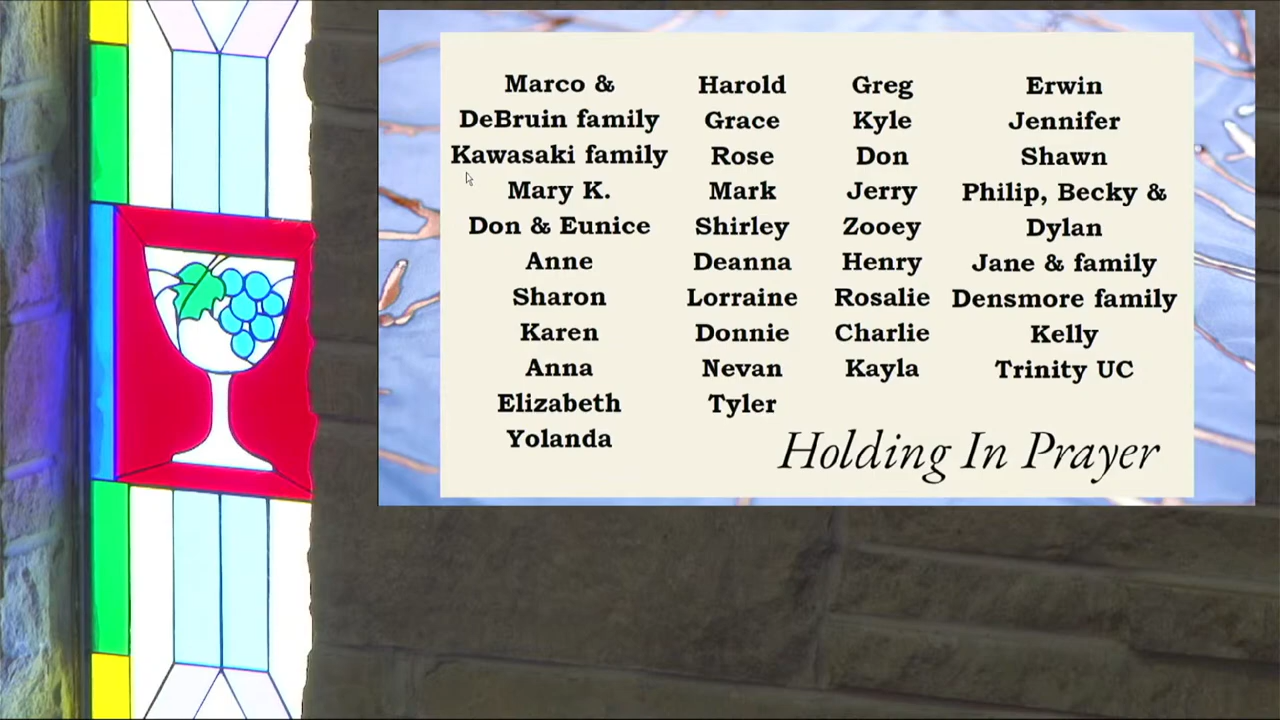 Marco &
DeBruin family
Kawasaki family
Mary K.
Don & Eunice
Anne
Sharon
Karen
Anna
Elizabeth
Yolanda
Harold
Grace
Rose
Mark
Shirley
Deanna
Lorraine
Donnie
Nevan
Tyler
Greg
Kyle
Don
Jerry
Zooey
Henry
Rosalie
Charlie
Kayla
Erwin
Jennifer
Shawn
Philip, Becky &
Dylan
Jane & family
Densmore family
Kelly
Trinity UC
Holding In Prayer